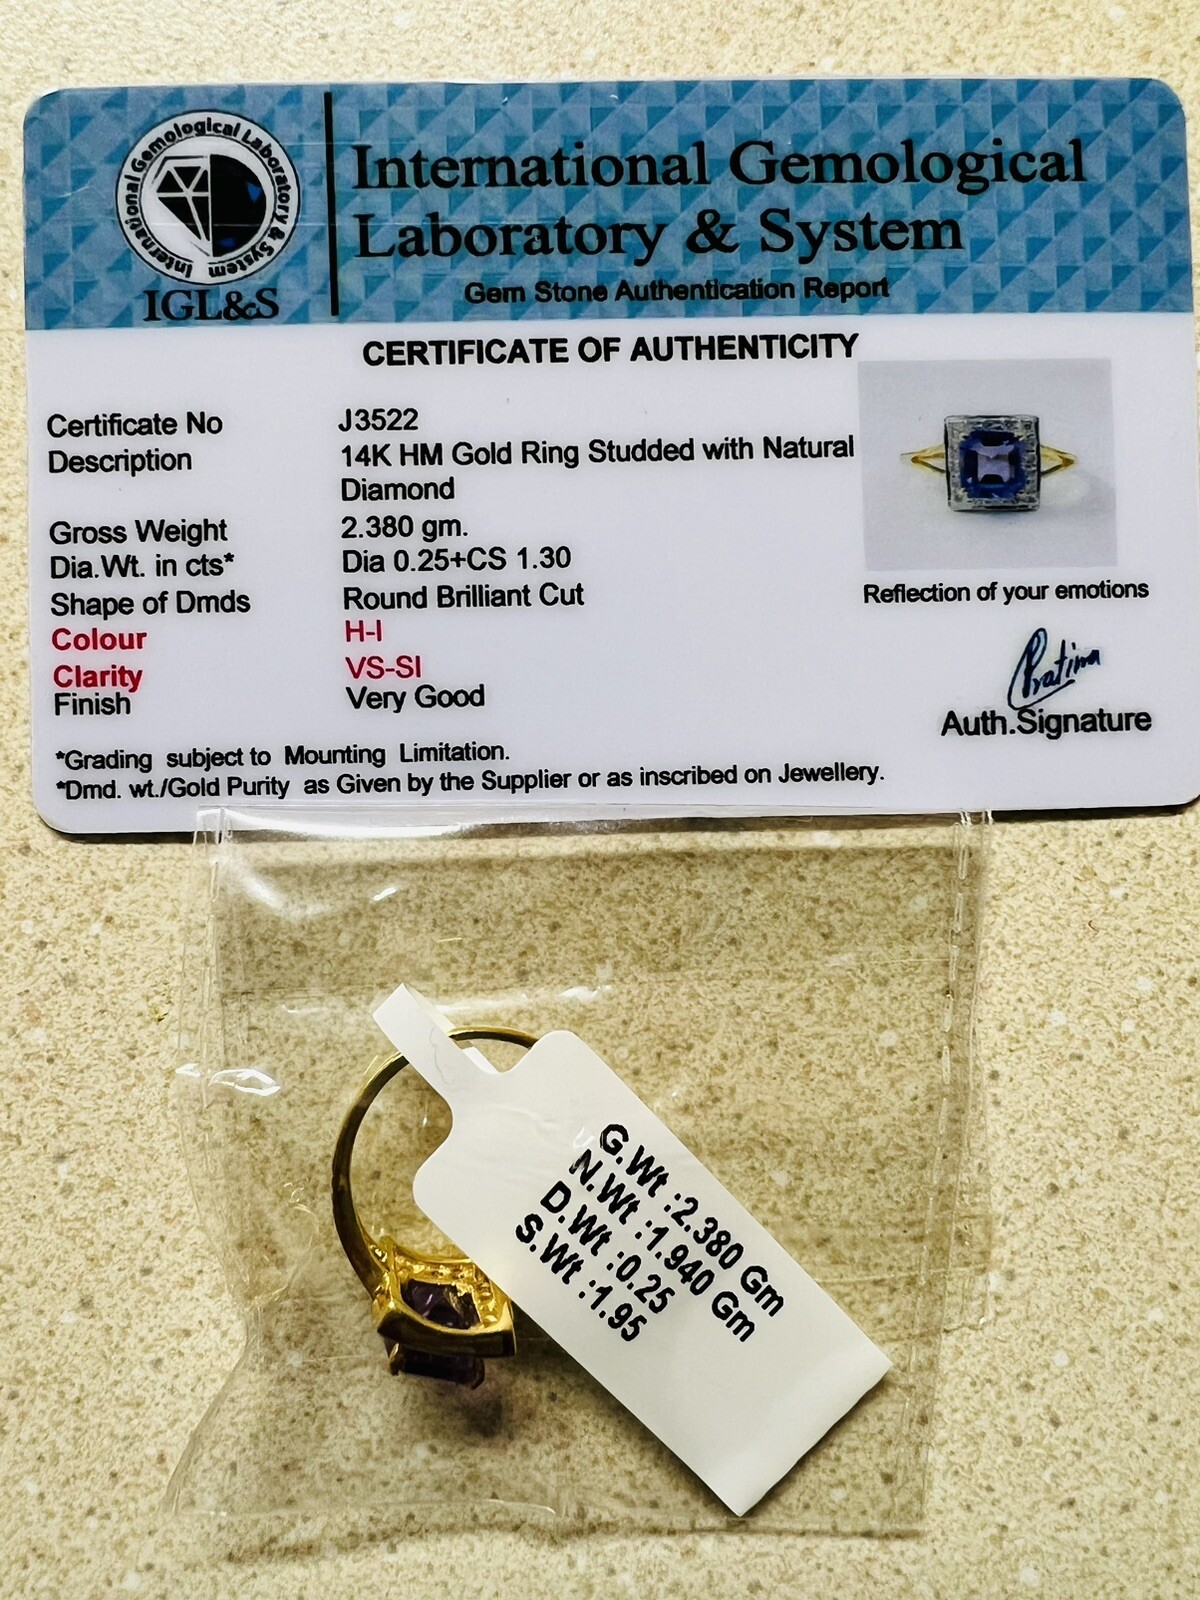 International Gemological Laboratory & System
IGL&S
International Gemological
Laboratory & System
Gem Stone Authentication Report
CERTIFICATE OF AUTHENTICITY
Certificate No J3522
Description 14K HM Gold Ring Studded with Natural
Diamond
Gross Weight 2.380 gm.
Dia.Wt. in cts* Dia 0.25+CS 1.30
Shape of Dmds Round Brilliant Cut
Colour H-I
Clarity VS-SI
Finish Very Good
Reflection of your emotions
Pratima
Auth.Signature
*Grading subject to Mounting Limitation.
*Dmd. wt./Gold Purity as Given by the Supplier or as inscribed on Jewellery.
G.Wt :2.380 Gm
N.Wt :1.940 Gm
D.Wt :0.25
S.Wt :1.95